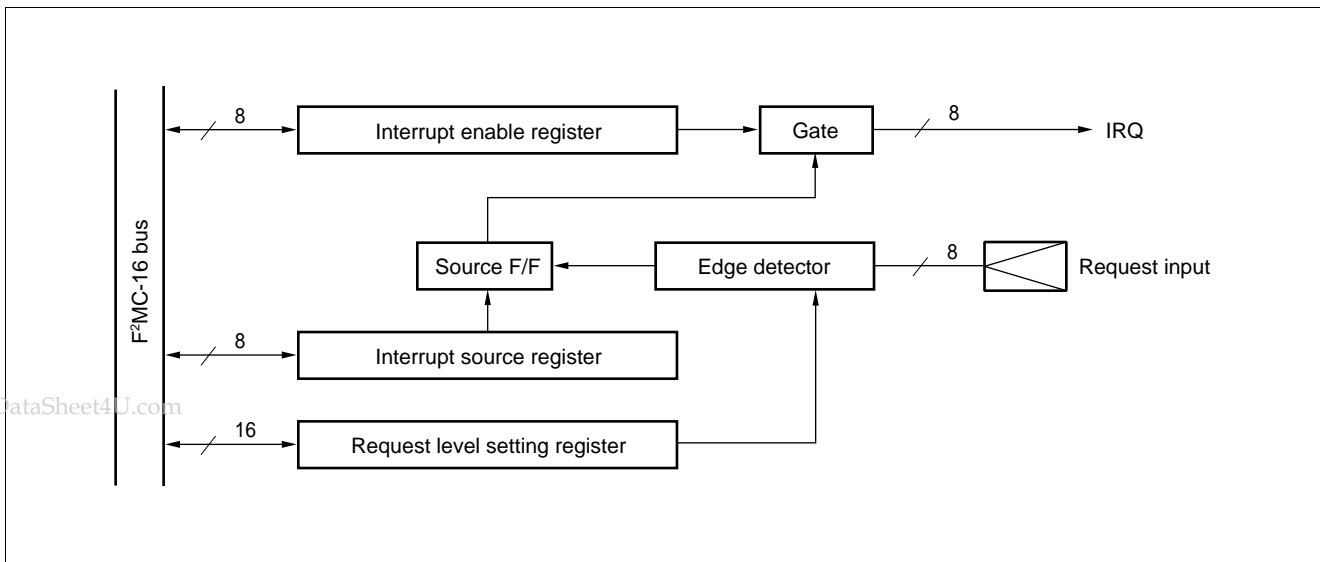 8
Interrupt enable register
Gate
8
IRQ
F²MC-16 bus
Source F/F
Edge detector
8
Request input
8
Interrupt source register
DataSheet4U.com
16
Request level setting register